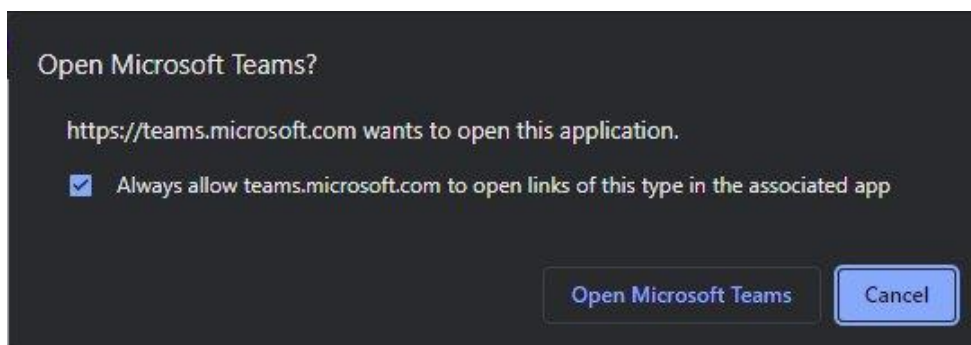 Open Microsoft Teams?
https://teams.microsoft.com wants to open this application.
Always allow teams.microsoft.com to open links of this type in the associated app
Open Microsoft Teams
Cancel